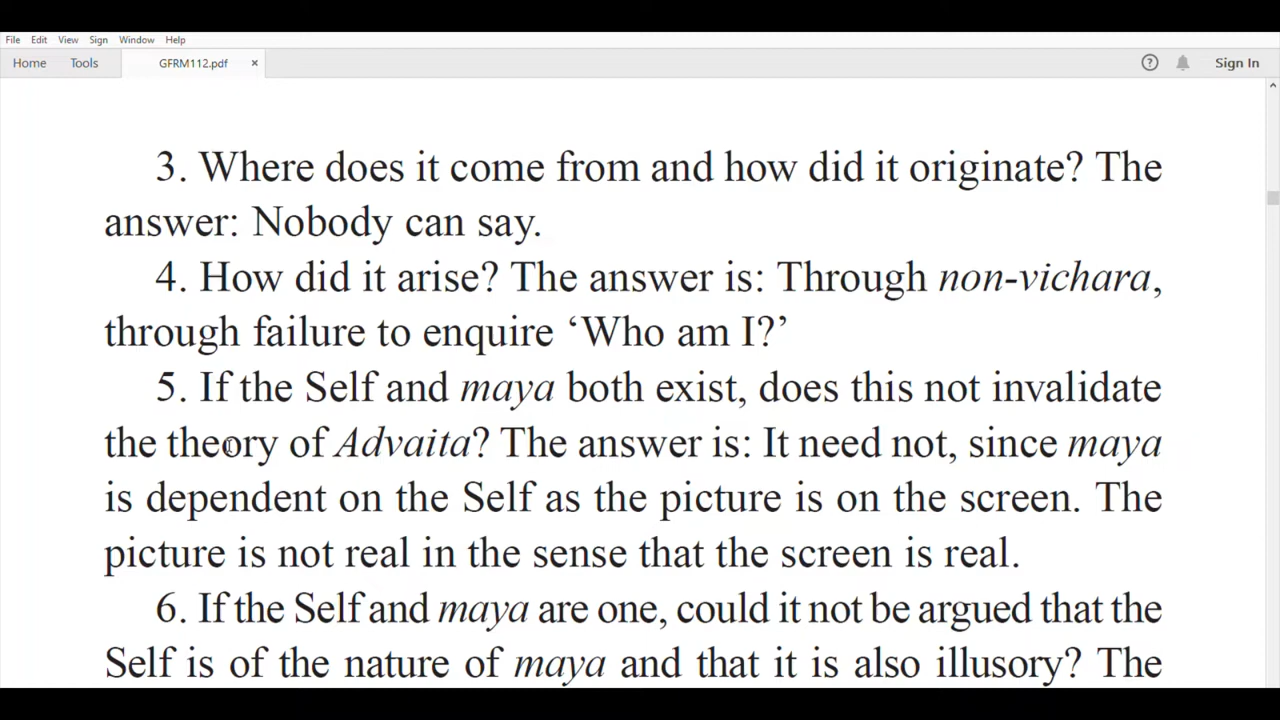 File Edit View Sign Window Help
Home Tools GFRM112.pdf × ? Sign In
3. Where does it come from and how did it originate? The
answer: Nobody can say.
4. How did it arise? The answer is: Through non-vichara,
through failure to enquire ‘Who am I?’
5. If the Self and maya both exist, does this not invalidate
the theory of Advaita? The answer is: It need not, since maya
is dependent on the Self as the picture is on the screen. The
picture is not real in the sense that the screen is real.
6. If the Self and maya are one, could it not be argued that the
Self is of the nature of maya and that it is also illusory? The